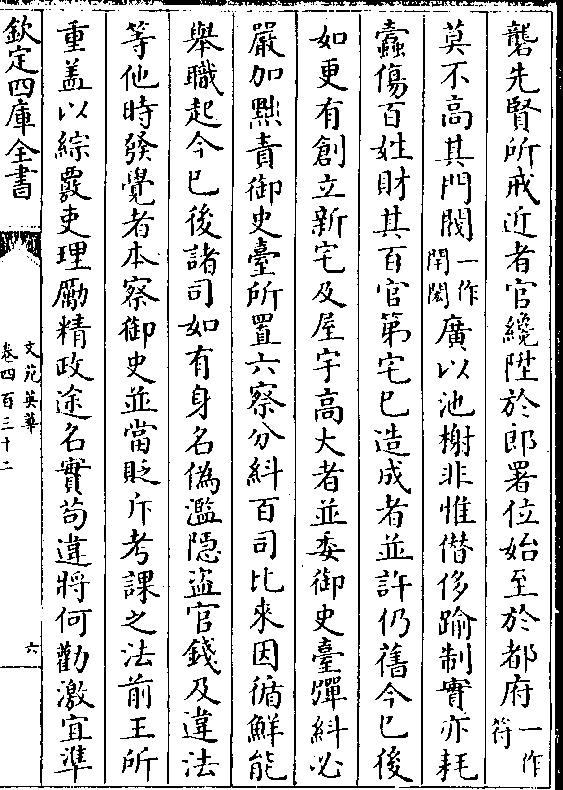 礱先賢所戒近者官纔陞於郎署位始至於都府一作符
莫不高其門閥一作閈閎廣以池榭非惟僭侈踰制實亦耗
蠹傷百姓財其百官第宅已造成者並許仍舊今已後
如更有創立新宅及屋宇高大者並委御史臺彈糾必
嚴加黜責御史臺所置六察分糾百司比來因循鮮能
舉職起今已後諸司如有身名偽濫隱盜官錢及違法
等他時發覺者本察御史並當貶斥考課之法前王所
重盖以綜覈吏理勵精政途名實苟違將何勸激宜準
欽定四庫全書
文苑英華
卷四百三十二
六